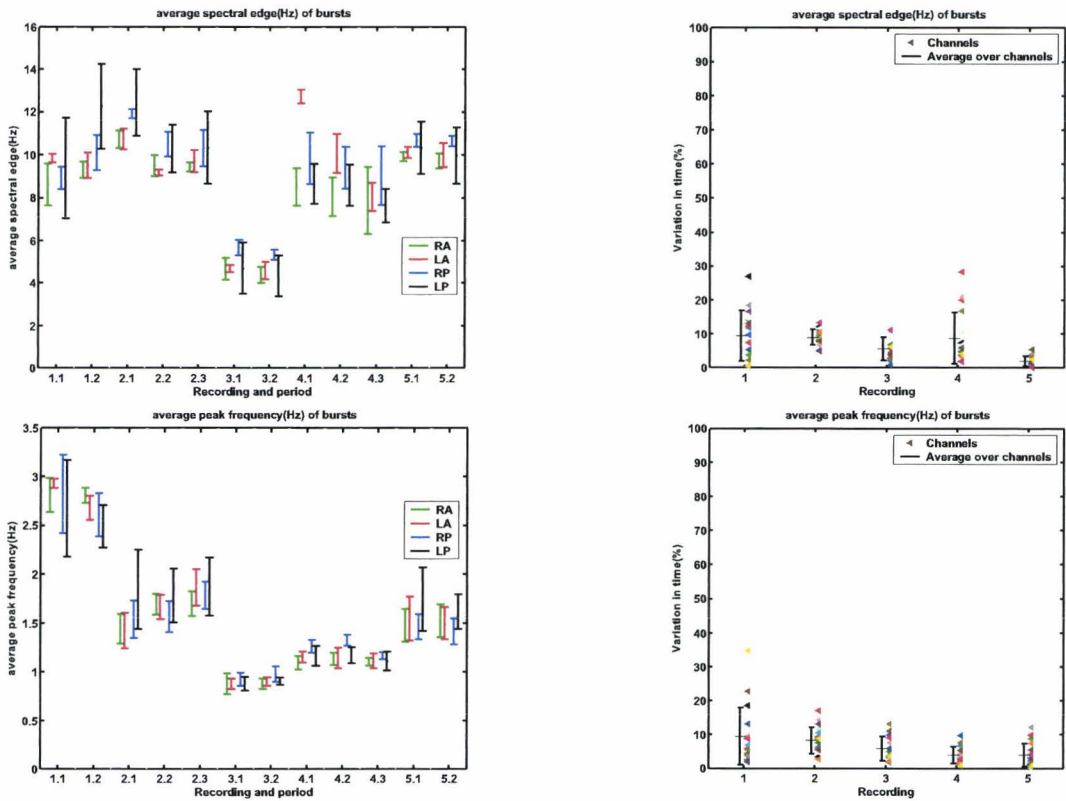 average spectral edge(Hz) of bursts
average spectral edge(Hz)
16
14
12
10
8
6
4
2
0
RA
LA
RP
LP
1.1 1.2 2.1 2.2 2.3 3.1 3.2 4.1 4.2 4.3 5.1 5.2
Recording and period
average spectral edge(Hz) of bursts
Variation in time(%)
100
90
80
70
60
50
40
30
20
10
0
Channels
Average over channels
1 2 3 4 5
Recording
average peak frequency(Hz) of bursts
average peak frequency(Hz)
3.5
3
2.5
2
1.5
1
0.5
0
RA
LA
RP
LP
1.1 1.2 2.1 2.2 2.3 3.1 3.2 4.1 4.2 4.3 5.1 5.2
Recording and period
average peak frequency(Hz) of bursts
Variation in time(%)
100
90
80
70
60
50
40
30
20
10
0
Channels
Average over channels
1 2 3 4 5
Recording